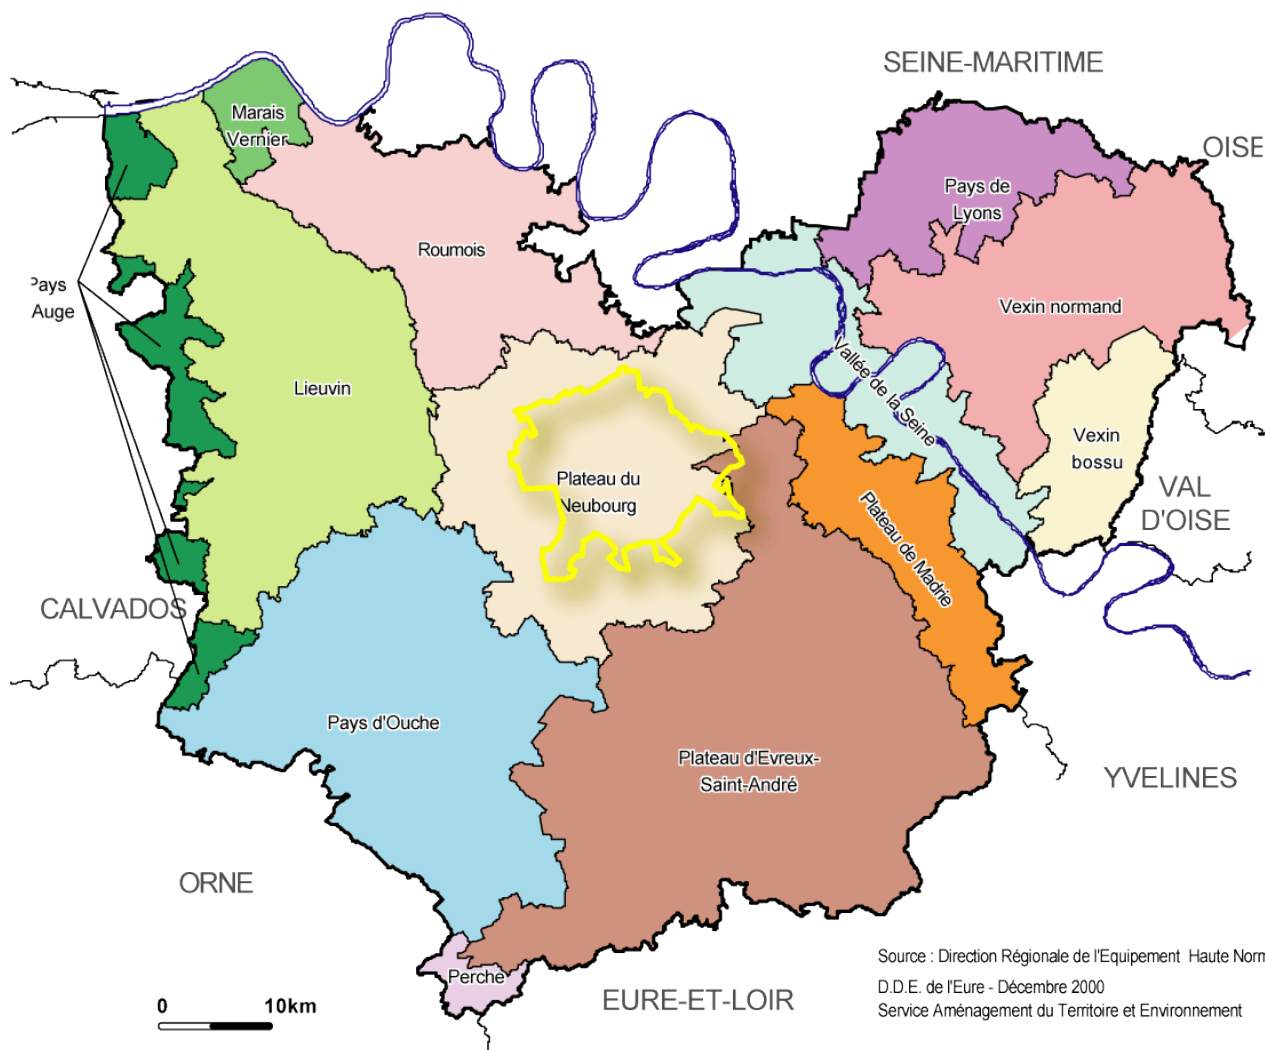 SEINE-MARITIME
OISE
Marais
Vernier
Pays de
Lyons
Roumois
Pays
Auge
Vexin normand
Lieuvin
Vallée de la Seine
Vexin
bossu
Plateau du
Neubourg
VAL
D'OISE
Plateau de Madrie
CALVADOS
Pays d'Ouche
Plateau d'Evreux-
Saint-André
YVELINES
ORNE
Perche
EURE-ET-LOIR
0 10km
Source : Direction Régionale de l'Equipement Haute Norm
D.D.E. de l'Eure - Décembre 2000
Service Aménagement du Territoire et Environnement